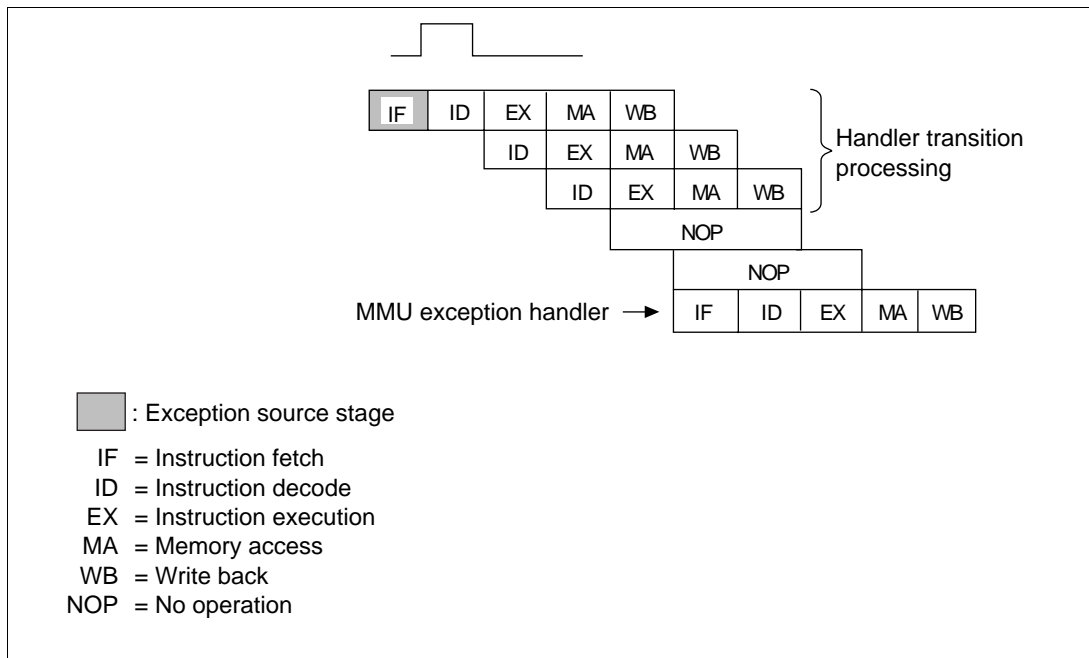 IF ID EX MA WB
ID EX MA WB
ID EX MA WB
Handler transition
processing
NOP
NOP
MMU exception handler → IF ID EX MA WB
: Exception source stage
IF = Instruction fetch
ID = Instruction decode
EX = Instruction execution
MA = Memory access
WB = Write back
NOP = No operation